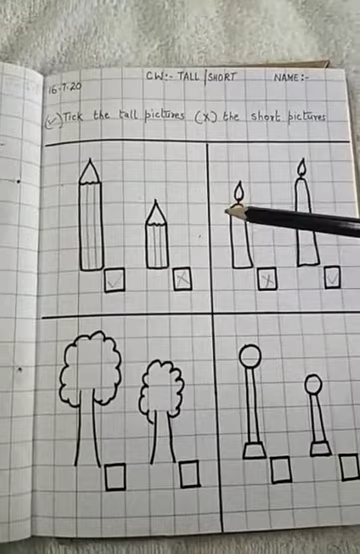 CW:- TALL/SHORT NAME:-
16-7-20
(✓) Tick the tall pictures (x) the short pictures